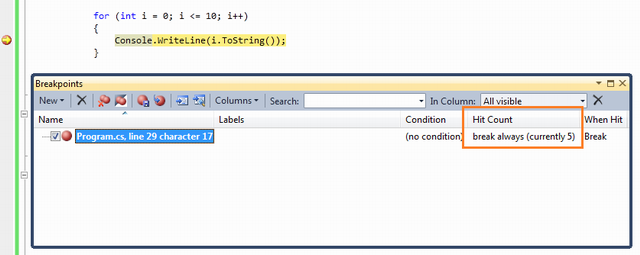 for (int i = 0; i <= 10; i++)
{
Console.WriteLine(i.ToString());
}
Breakpoints
New Columns Search: In Column: All visible
Name Labels Condition Hit Count When Hit
Program.cs, line 29 character 17 (no condition) break always (currently 5) Break